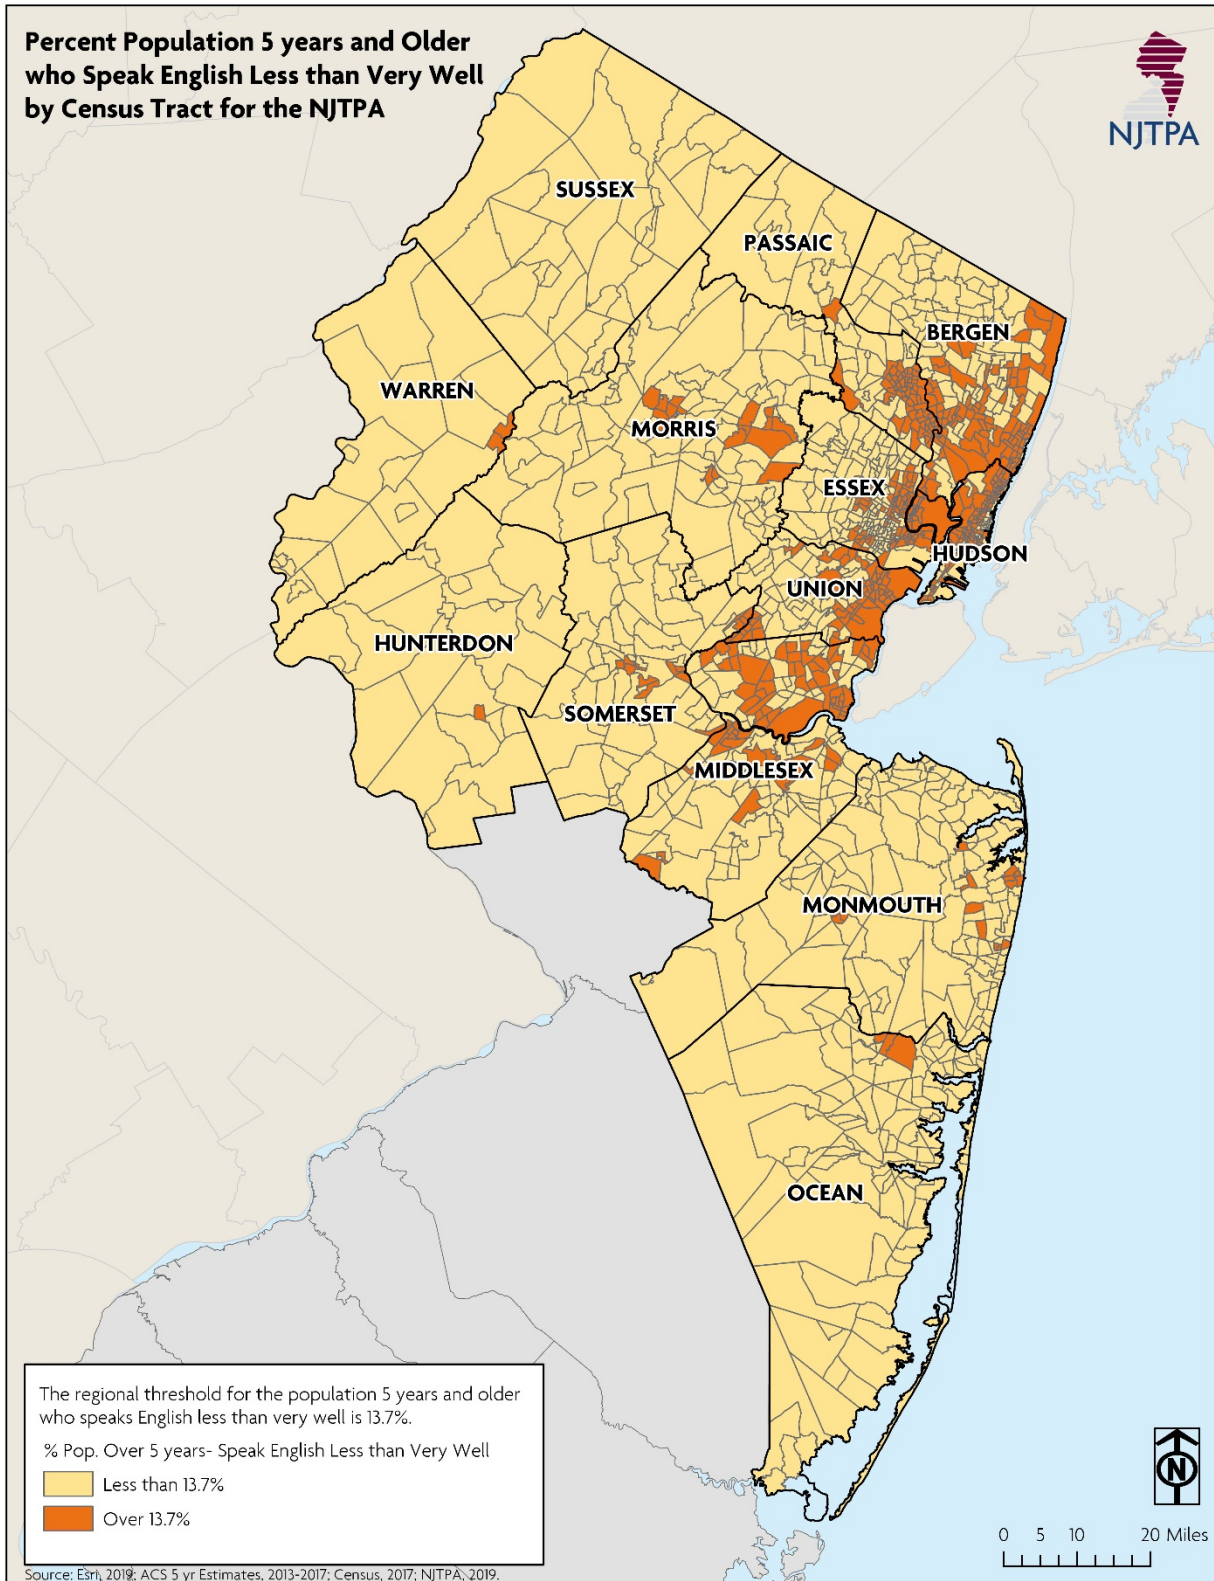 Percent Population 5 years and Older
who Speak English Less than Very Well
by Census Tract for the NJTPA
NJTPA
SUSSEX
PASSAIC
BERGEN
WARREN
MORRIS
ESSEX
HUDSON
UNION
HUNTERDON
SOMERSET
MIDDLESEX
MONMOUTH
OCEAN
The regional threshold for the population 5 years and older
who speaks English less than very well is 13.7%.
% Pop. Over 5 years- Speak English Less than Very Well
Less than 13.7%
Over 13.7%
N
0 5 10 20 Miles
Source: Esri, 2019; ACS 5 yr Estimates, 2013-2017; Census, 2017; NJTPA, 2019.